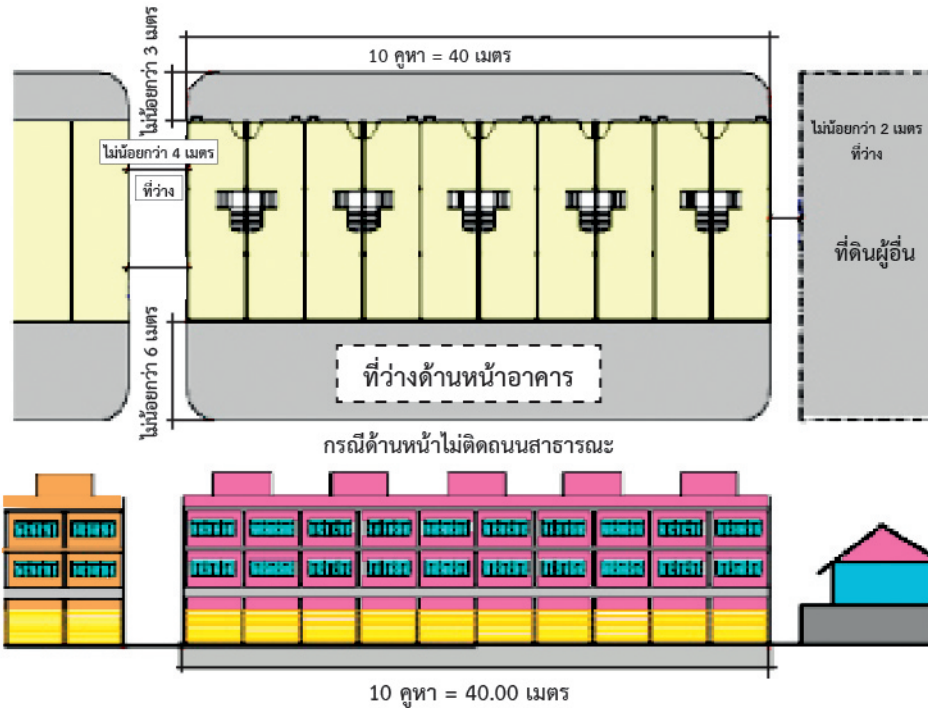 ไม่น้อยกว่า 3 เมตร
10 คูหา = 40 เมตร
ไม่น้อยกว่า 4 เมตร
ที่ว่าง
ไม่น้อยกว่า 2 เมตร
ที่ว่าง
ที่ดินผู้อื่น
ไม่น้อยกว่า 6 เมตร
ที่ว่างด้านหน้าอาคาร
กรณีด้านหน้าไม่ติดถนนสาธารณะ
10 คูหา = 40.00 เมตร